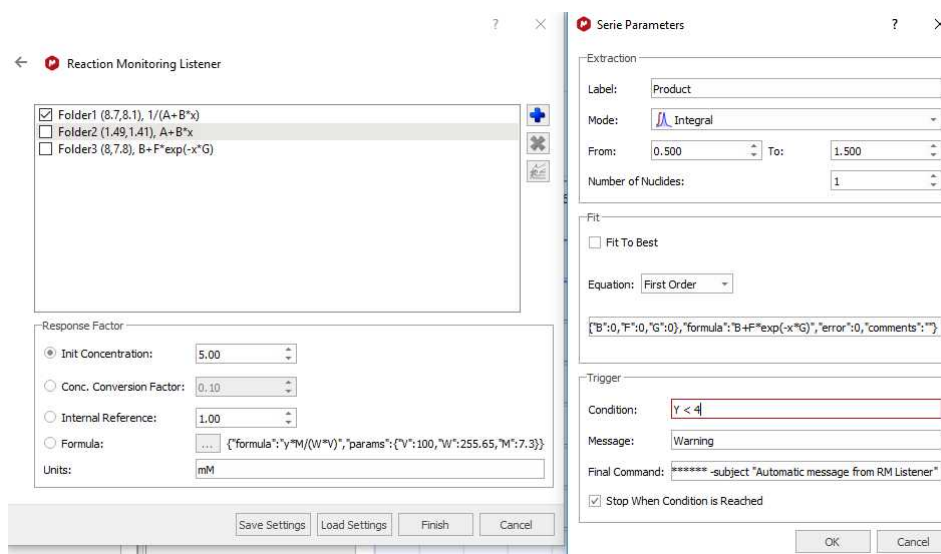 Reaction Monitoring Listener
Folder1 (8.7,8.1), 1/(A+B*x)
Folder2 (1.49,1.41), A+B*x
Folder3 (8,7.8), B+F*exp(-x*G)
Response Factor
Init Concentration: 5.00
Conc. Conversion Factor: 0.10
Internal Reference: 1.00
Formula: ... {"formula":"y*M/(W*V)","params":{"V":100,"W":255.65,"M":7.3}}
Units: mM
Save Settings Load Settings Finish Cancel
Serie Parameters
Extraction
Label: Product
Mode: Integral
From: 0.500 To: 1.500
Number of Nuclides: 1
Fit
Fit To Best
Equation: First Order
{"B":0,"F":0,"G":0},"formula":"B+F*exp(-x*G)","error":0,"comments":""}
Trigger
Condition: Y < 4
Message: Warning
Final Command: ****** -subject "Automatic message from RM Listener"
Stop When Condition is Reached
OK Cancel